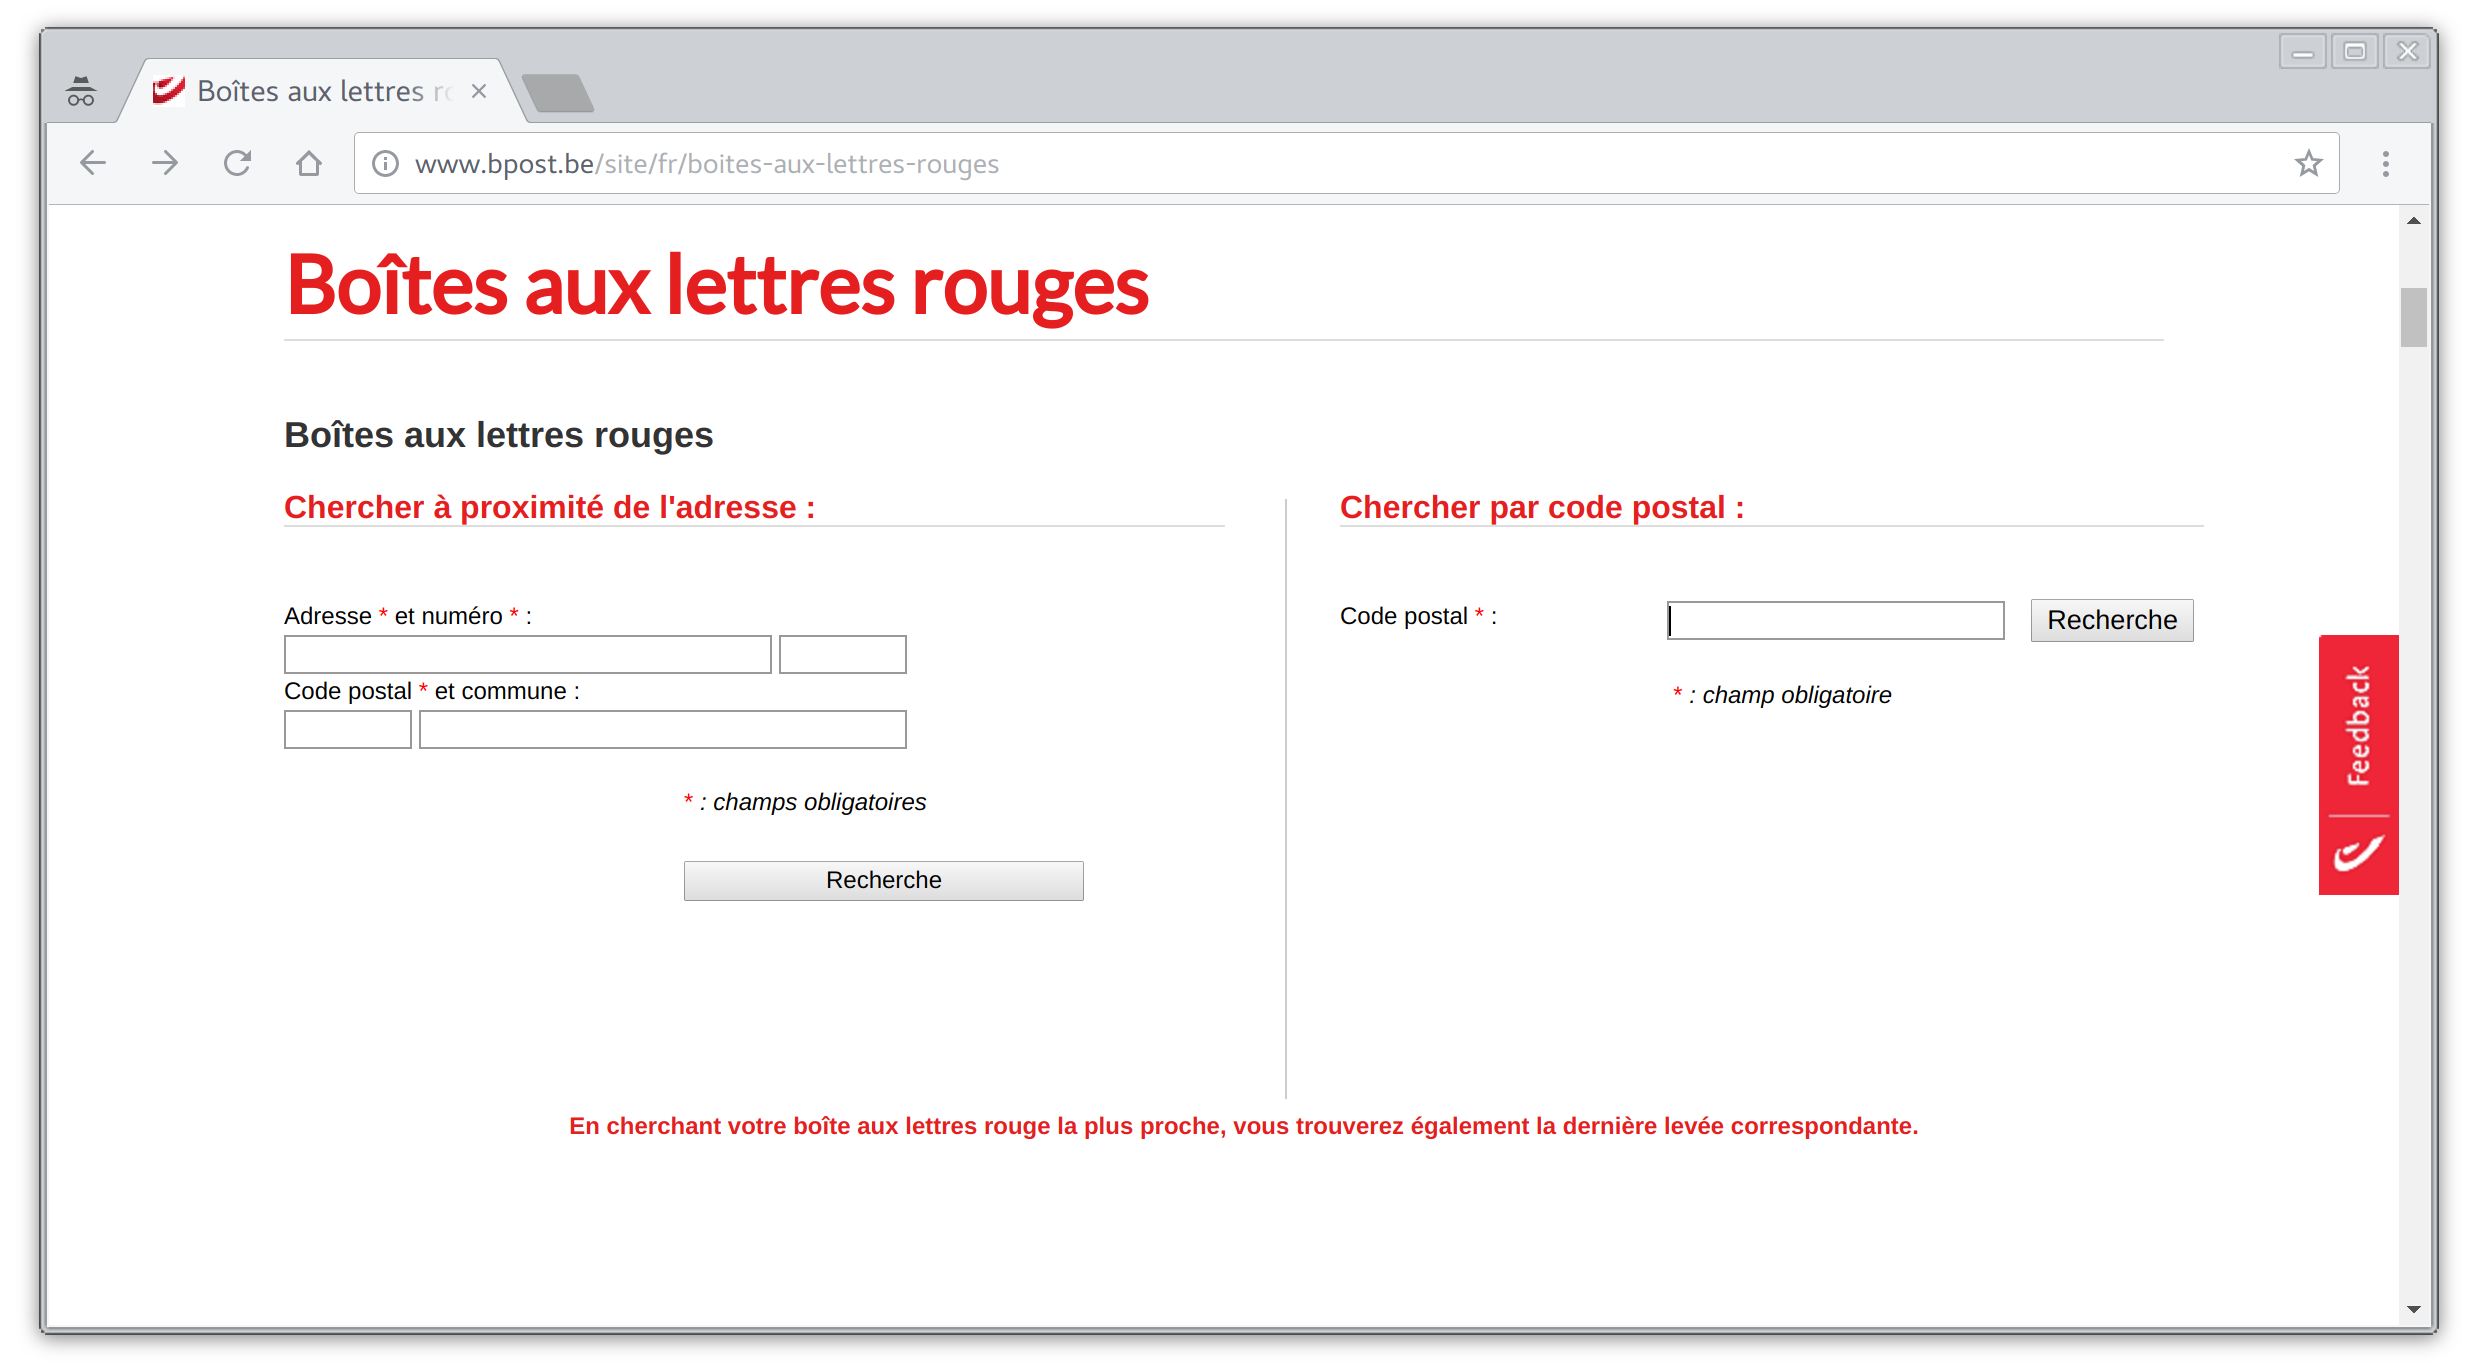 Boîtes aux lettres
www.bpost.be/site/fr/boites-aux-lettres-rouges
Boîtes aux lettres rouges
Boîtes aux lettres rouges
Chercher à proximité de l'adresse :
Adresse * et numéro * :
Code postal * et commune :
* : champs obligatoires
Recherche
Chercher par code postal :
Code postal * :
Recherche
* : champ obligatoire
Feedback
En cherchant votre boîte aux lettres rouge la plus proche, vous trouverez également la dernière levée correspondante.